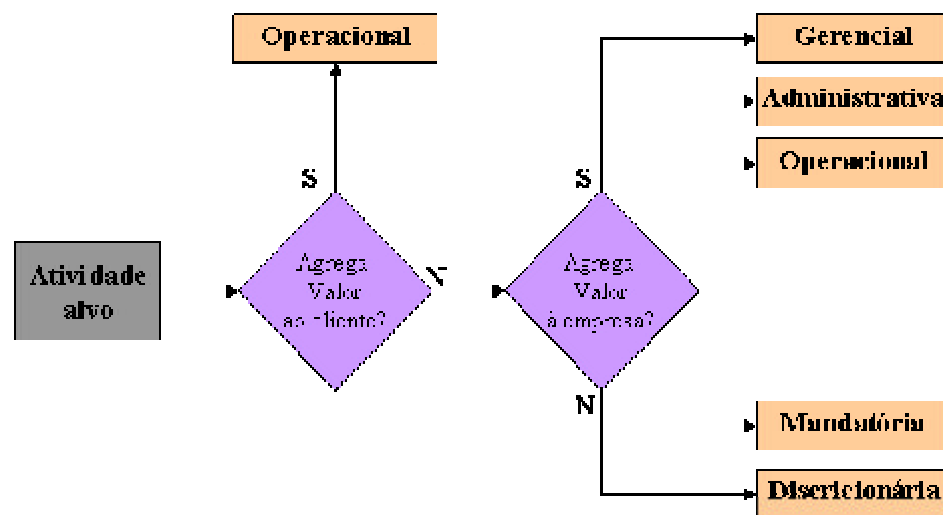 Operacional
Gerencial
Administrativa
Operacional
S
S
Atividade
alvo
Agrega
Valor
ao cliente?
N
Agrega
Valor
à empresa?
N
Mandatória
Discricionária